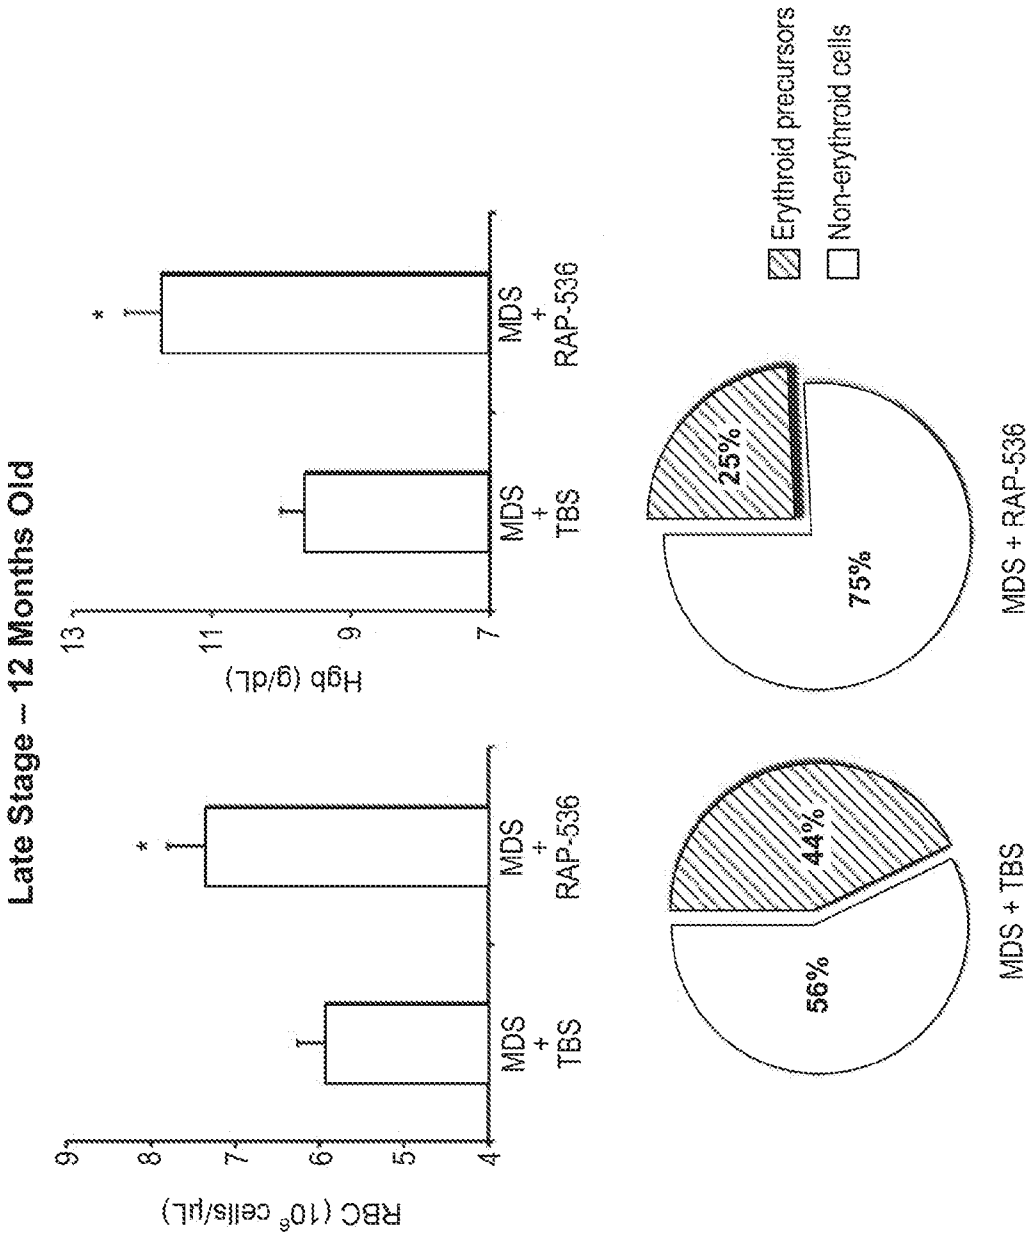 Late Stage – 12 Months Old
RBC (10⁶ cells/µL)
9
8
7
6
5
4
*
MDS
+
TBS
MDS
+
RAP-536
Hgb (g/dL)
13
11
9
7
*
MDS
+
TBS
MDS
+
RAP-536
56%
44%
MDS + TBS
75%
25%
MDS + RAP-536
Erythroid precursors
Non-erythroid cells